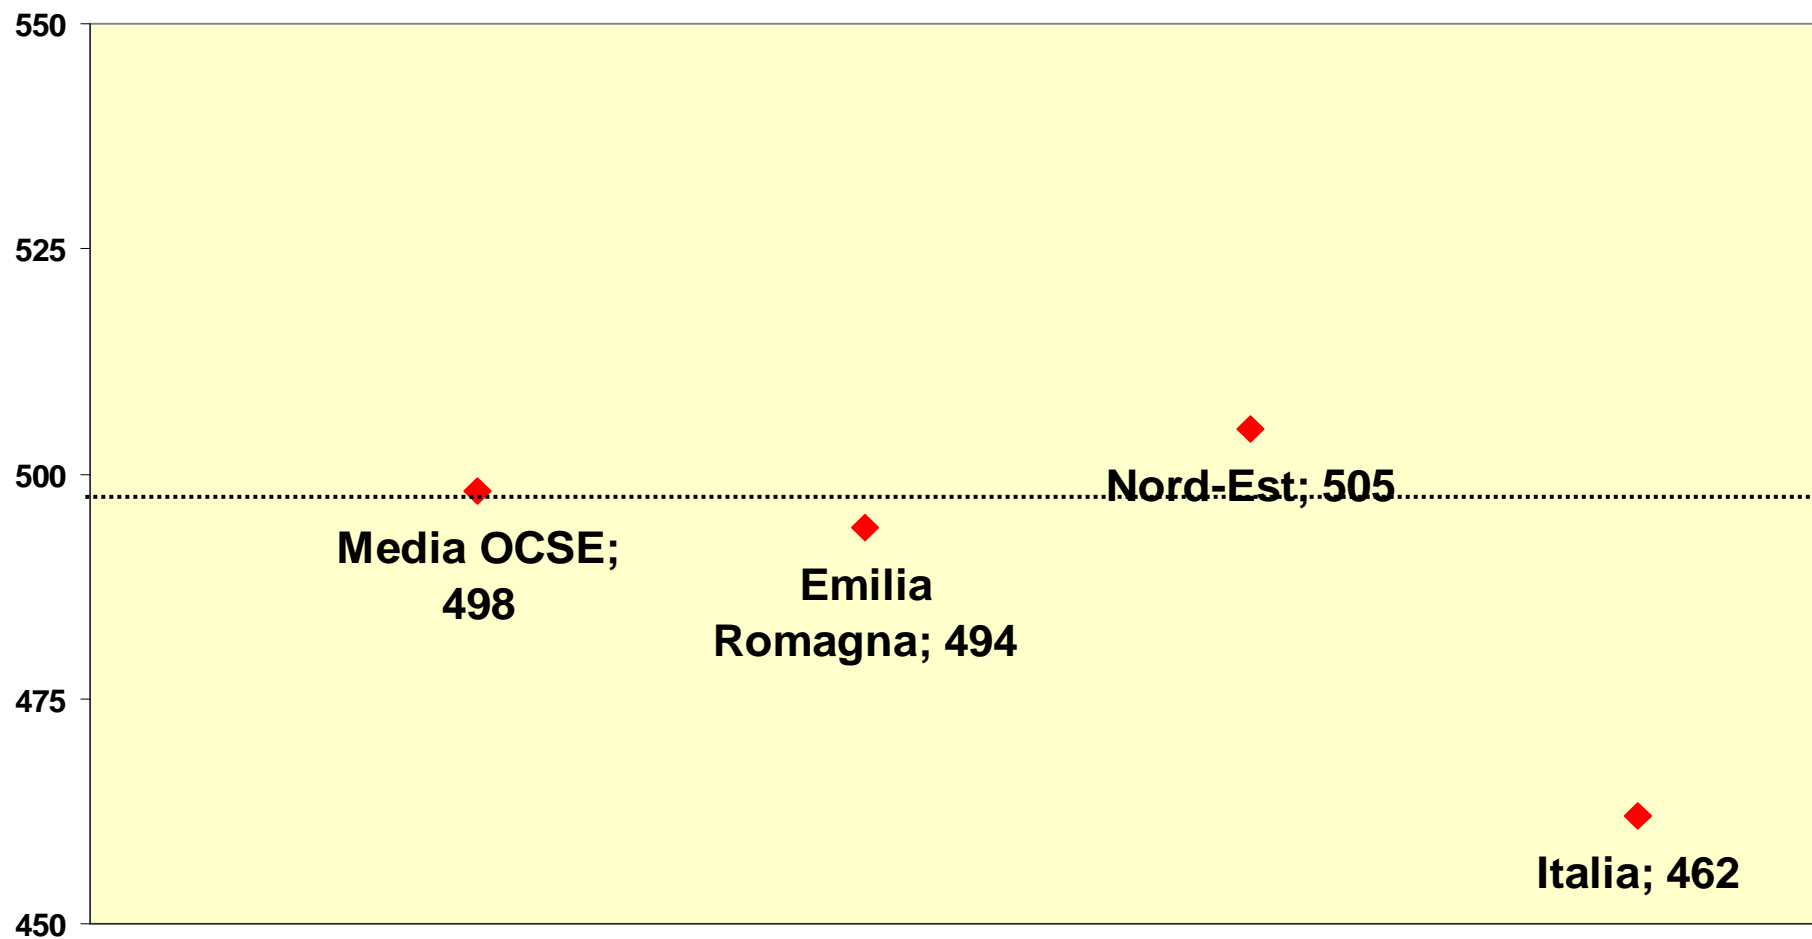 550
525
500
475
450
Media OCSE;
498
Emilia
Romagna; 494
Nord-Est; 505
Italia; 462